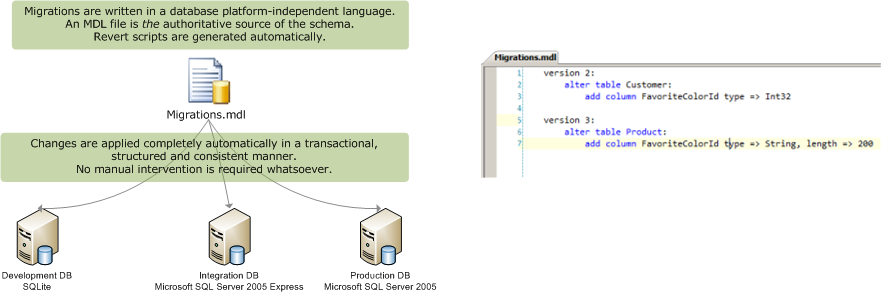 Migrations are written in a database platform-independent language.
An MDL file is the authoritative source of the schema.
Revert scripts are generated automatically.
Migrations.mdl
Changes are applied completely automatically in a transactional,
structured and consistent manner.
No manual intervention is required whatsoever.
Development DB
SQLite
Integration DB
Microsoft SQL Server 2005 Express
Production DB
Microsoft SQL Server 2005
Migrations.mdl
1 version 2:
2 alter table Customer:
3 add column FavoriteColorId type => Int32
4
5 version 3:
6 alter table Product:
7 add column FavoriteColorId type => String, length => 200